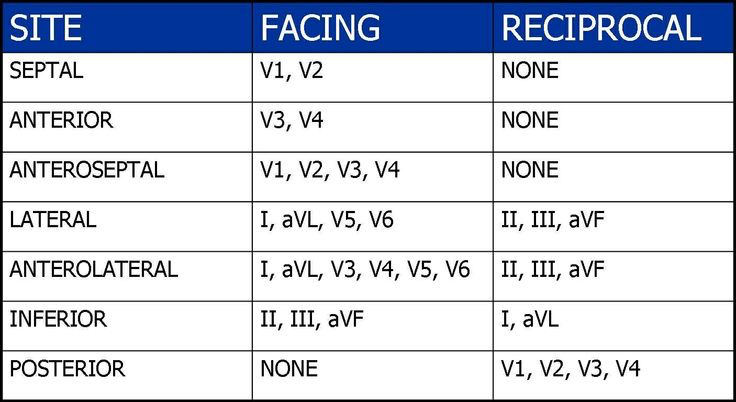 SITE FACING RECIPROCAL
SEPTAL V1, V2 NONE
ANTERIOR V3, V4 NONE
ANTEROSEPTAL V1, V2, V3, V4 NONE
LATERAL I, aVL, V5, V6 II, III, aVF
ANTEROLATERAL I, aVL, V3, V4, V5, V6 II, III, aVF
INFERIOR II, III, aVF I, aVL
POSTERIOR NONE V1, V2, V3, V4